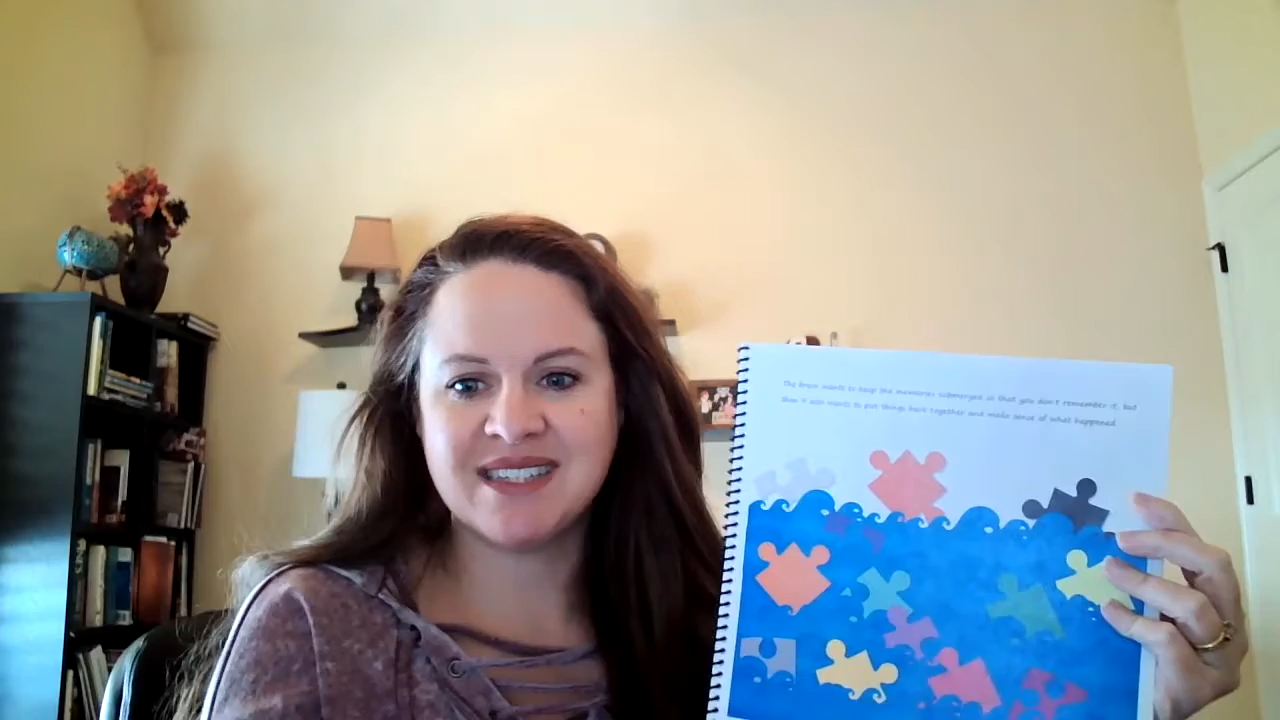 The brain wants to keep the memories submerged so that you don't remember it, but
then it also wants to put things back together and make sense of what happened.